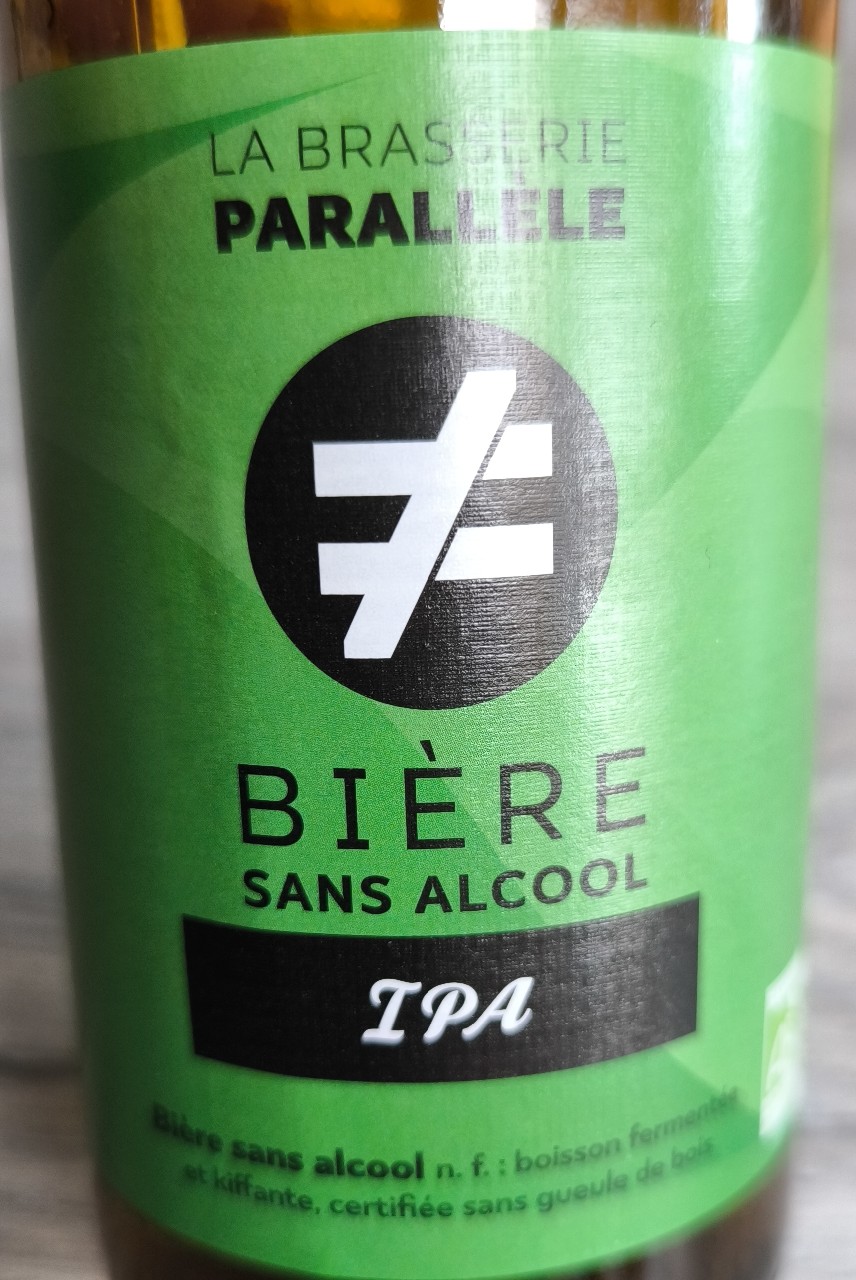 LA BRASSERIE
PARALLÈLE
≠
BIÈRE
SANS ALCOOL
IPA
Bière sans alcool n. f. : boisson fermentée
et kiffante, certifiée sans gueule de bois